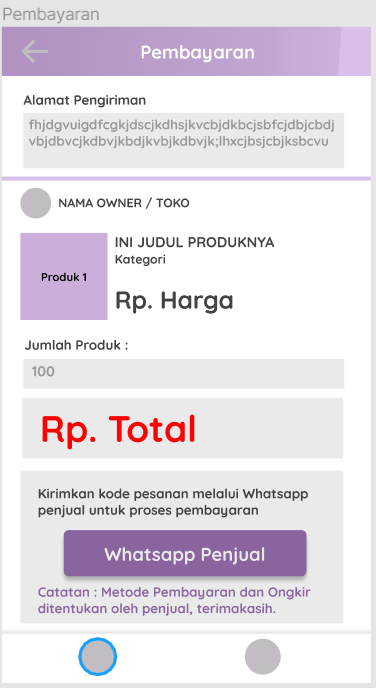 Pembayaran
Pembayaran
Alamat Pengiriman
fhjdgvuigdfcgkjdscjkdhsjkvcbjdkbcjsbfcjdbjcbdj
vbjdbvcjkdbvjkbdjkvbjkdbvjk;lhxcjbsjcbjksbcvu
NAMA OWNER / TOKO
Produk 1
INI JUDUL PRODUKNYA
Kategori
Rp. Harga
Jumlah Produk :
100
Rp. Total
Kirimkan kode pesanan melalui Whatsapp
penjual untuk proses pembayaran
Whatsapp Penjual
Catatan : Metode Pembayaran dan Ongkir
ditentukan oleh penjual, terimakasih.